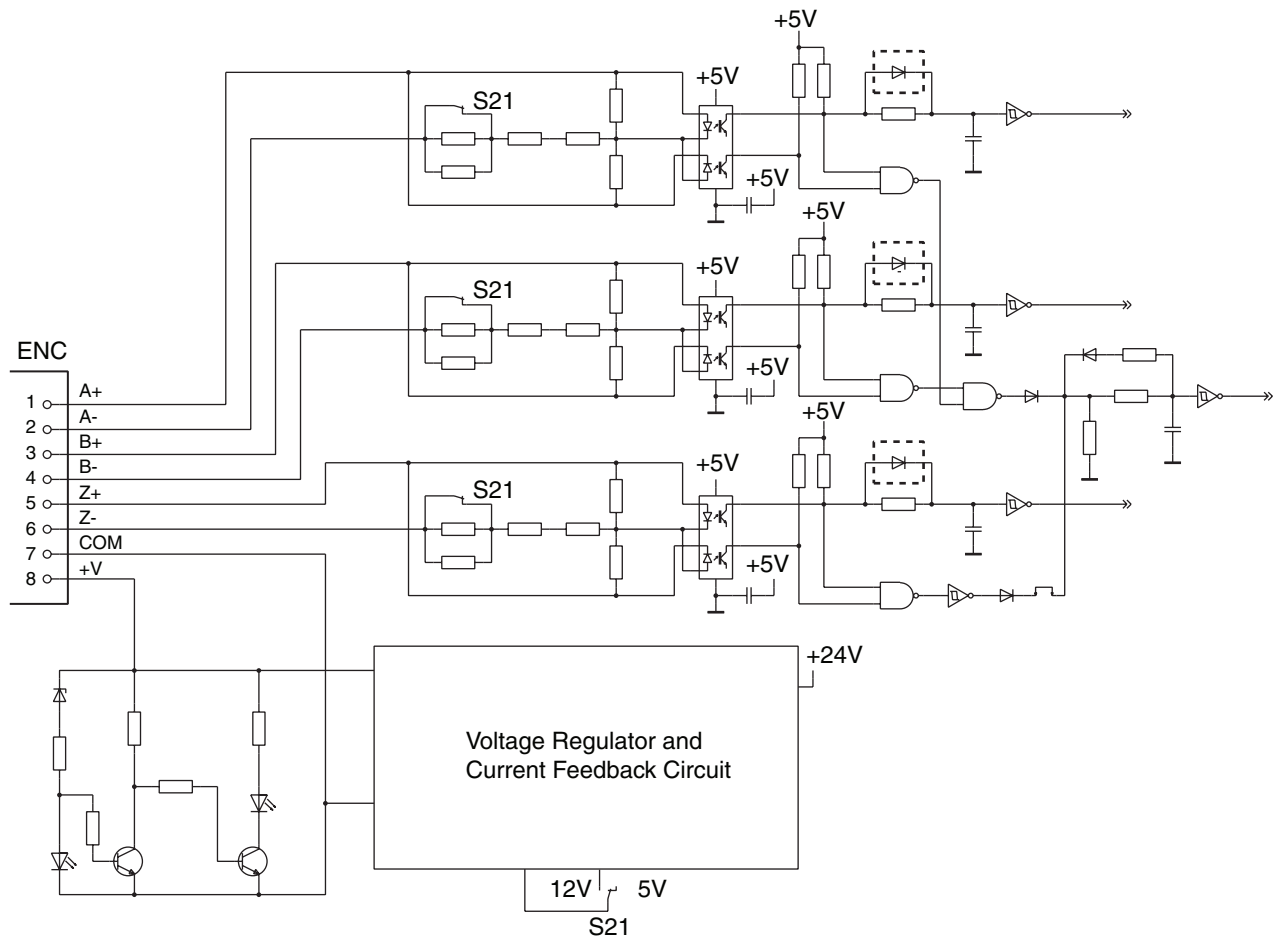 +5V
S21
+5V
+5V
+5V
S21
+5V
ENC
+5V
1 A+
2 A-
3 B+
+5V
4 B-
5 Z+
+5V
S21
6 Z-
7 COM
+5V
8 +V
+24V
Voltage Regulator and
Current Feedback Circuit
12V 5V
S21